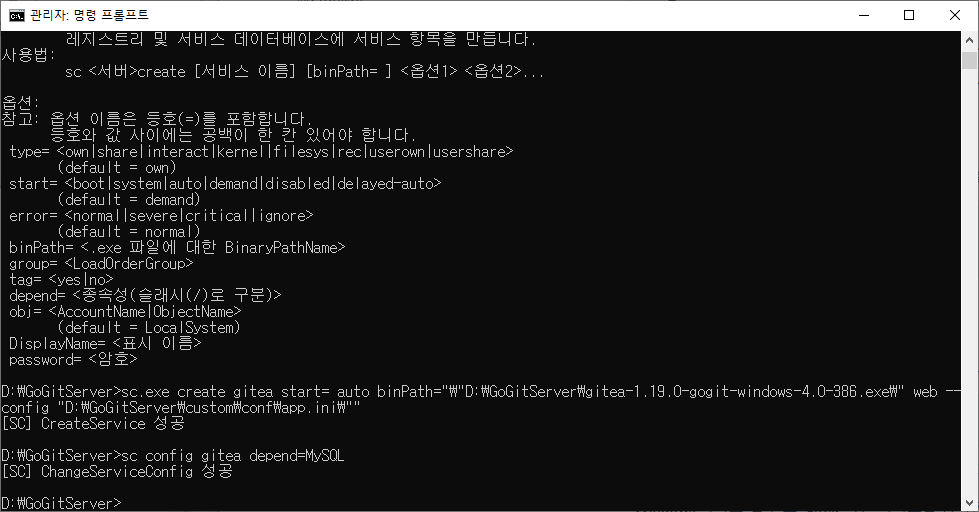 관리자: 명령 프롬프트
레지스트리 및 서비스 데이터베이스에 서비스 항목을 만듭니다.
사용법:
sc <서버>create [서비스 이름] [binPath= ] <옵션1> <옵션2>...
옵션:
참고: 옵션 이름은 등호(=)를 포함합니다.
등호와 값 사이에는 공백이 한 칸 있어야 합니다.
type= <own|share|interact|kernel|filesys|rec|userown|usershare>
(default = own)
start= <boot|system|auto|demand|disabled|delayed-auto>
(default = demand)
error= <normal|severe|critical|ignore>
(default = normal)
binPath= <.exe 파일에 대한 BinaryPathName>
group= <LoadOrderGroup>
tag= <yes|no>
depend= <종속성(슬래시(/)로 구분)>
obj= <AccountName|ObjectName>
(default = LocalSystem)
DisplayName= <표시 이름>
password= <암호>
D:₩GoGitServer>sc.exe create gitea start= auto binPath="₩"D:₩GoGitServer₩gitea-1.19.0-gogit-windows-4.0-386.exe₩" web --
config "D:₩GoGitServer₩custom₩conf₩app.ini₩""
[SC] CreateService 성공
D:₩GoGitServer>sc config gitea depend=MySQL
[SC] ChangeServiceConfig 성공
D:₩GoGitServer>